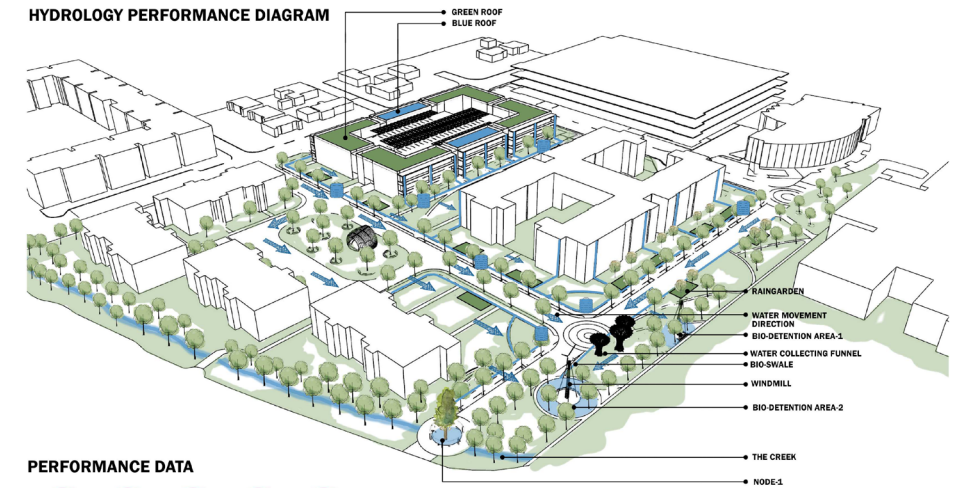 HYDROLOGY PERFORMANCE DIAGRAM
GREEN ROOF
BLUE ROOF
RAINGARDEN
WATER MOVEMENT
DIRECTION
BIO-DETENTION AREA-1
WATER COLLECTING FUNNEL
BIO-SWALE
WINDMILL
BIO-DETENTION AREA-2
THE CREEK
PERFORMANCE DATA
NODE-1